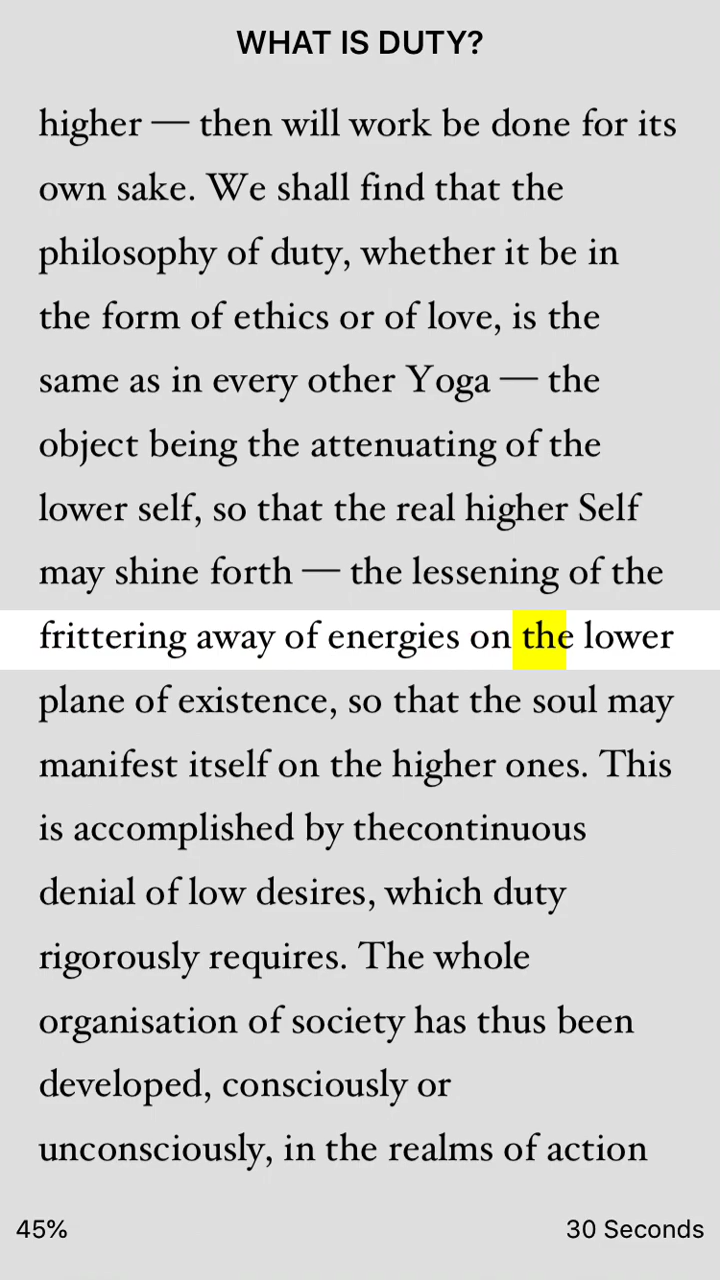 WHAT IS DUTY?
higher — then will work be done for its
own sake. We shall find that the
philosophy of duty, whether it be in
the form of ethics or of love, is the
same as in every other Yoga — the
object being the attenuating of the
lower self, so that the real higher Self
may shine forth — the lessening of the
frittering away of energies on the lower
plane of existence, so that the soul may
manifest itself on the higher ones. This
is accomplished by thecontinuous
denial of low desires, which duty
rigorously requires. The whole
organisation of society has thus been
developed, consciously or
unconsciously, in the realms of action
45%
30 Seconds